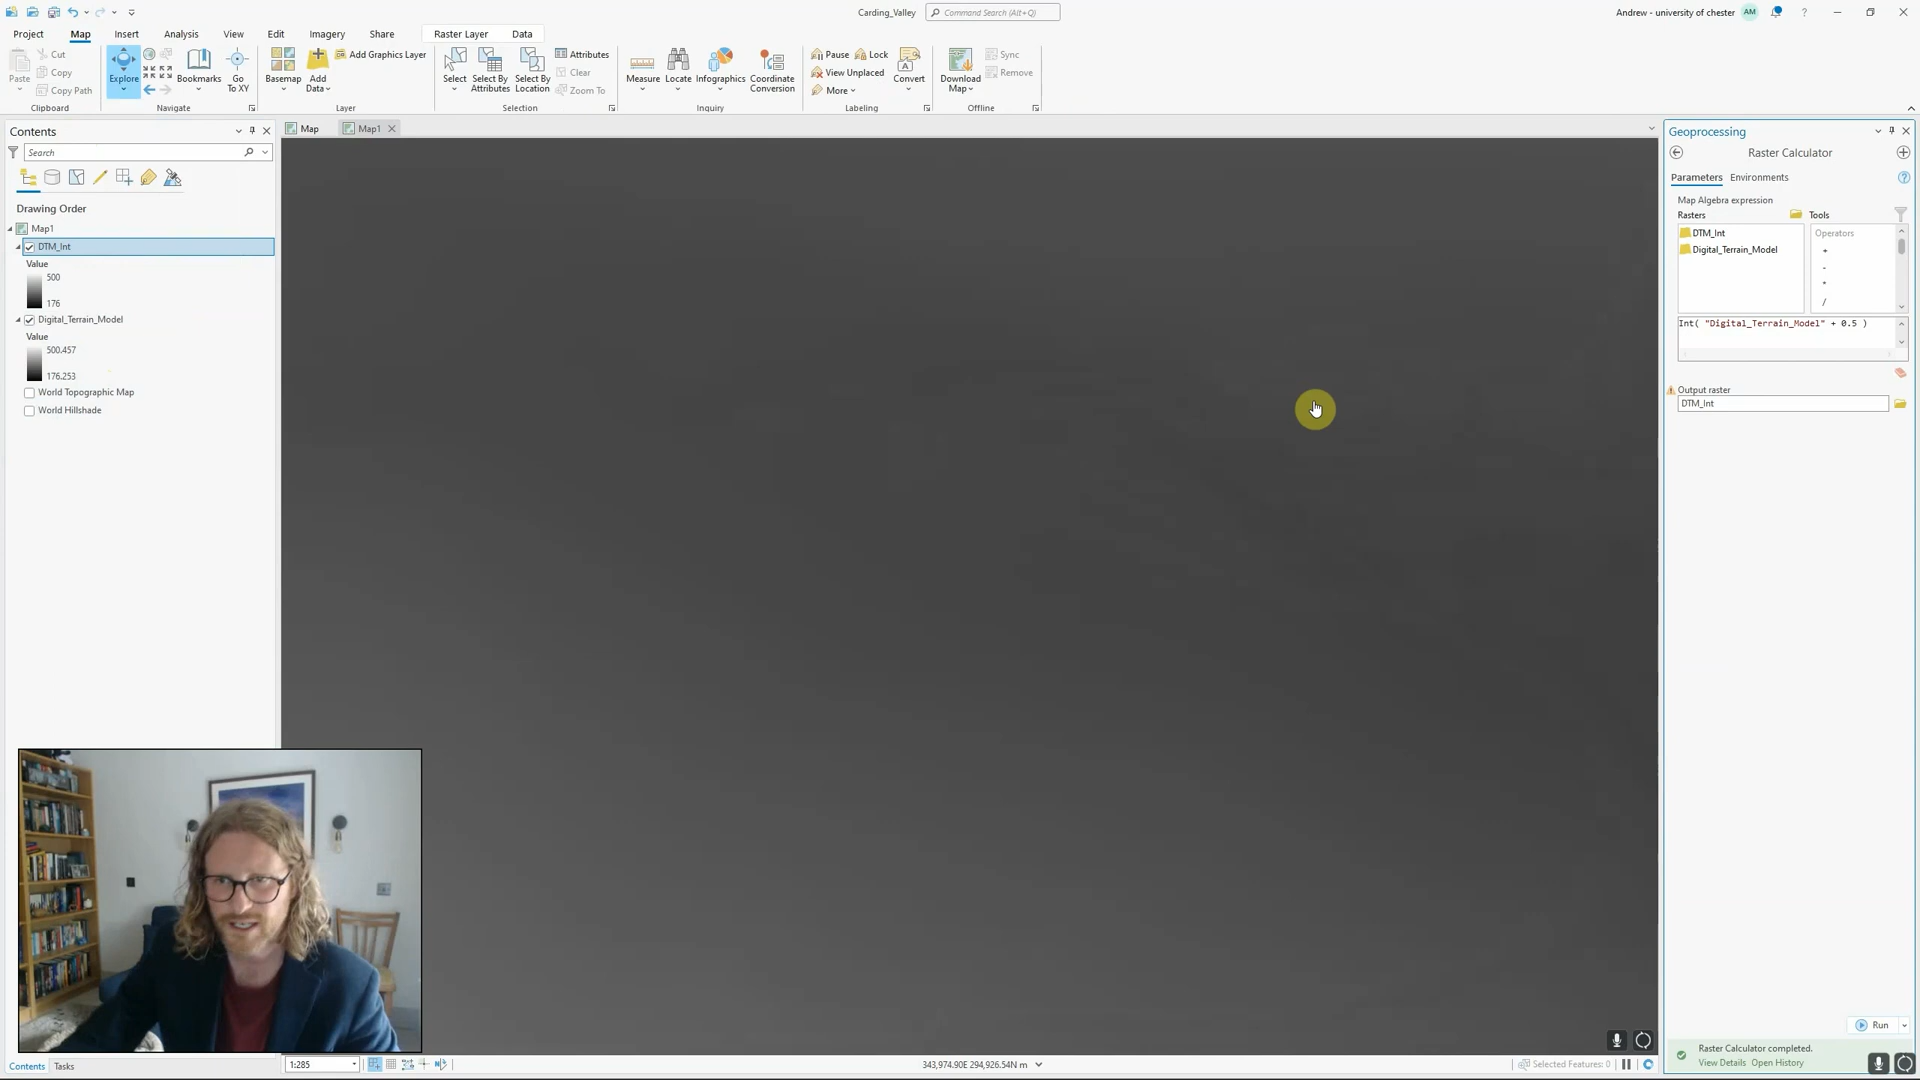 Carding_Valley
Command Search (Alt+Q)
Andrew - university of chester
AM
?
Project
Map
Insert
Analysis
View
Edit
Imagery
Share
Raster Layer
Data
Paste
Cut
Copy
Copy Path
Clipboard
Explore
Bookmarks
Go To XY
Navigate
Basemap
Add Data
Add Graphics Layer
Layer
Select
Select By Attributes
Select By Location
Attributes
Clear
Zoom To
Selection
Measure
Locate
Infographics
Coordinate Conversion
Inquiry
Pause
Lock
View Unplaced
More
Convert
Labeling
Download Map
Sync
Remove
Offline
Contents
Search
Drawing Order
Map1
DTM_Int
Value
500
176
Digital_Terrain_Model
Value
500.457
176.253
World Topographic Map
World Hillshade
Map
Map1
Geoprocessing
Raster Calculator
Parameters
Environments
?
Map Algebra expression
Rasters
Tools
DTM_Int
Digital_Terrain_Model
Operators
+
-
*
/
Int( "Digital_Terrain_Model" + 0.5 )
Output raster
DTM_Int
Run
Raster Calculator completed.
View Details Open History
Contents
Tasks
1:285
343,974.90E 294,926.54N m
Selected Features: 0